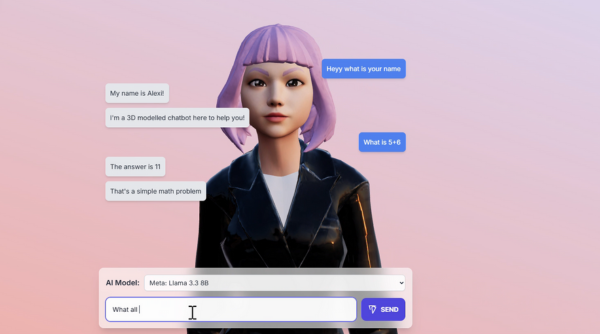 Heyy what is your name
My name is Alexi!
I'm a 3D modelled chatbot here to help you!
What is 5+6
The answer is 11
That's a simple math problem
AI Model: Meta: Llama 3.3 8B
What all
SEND